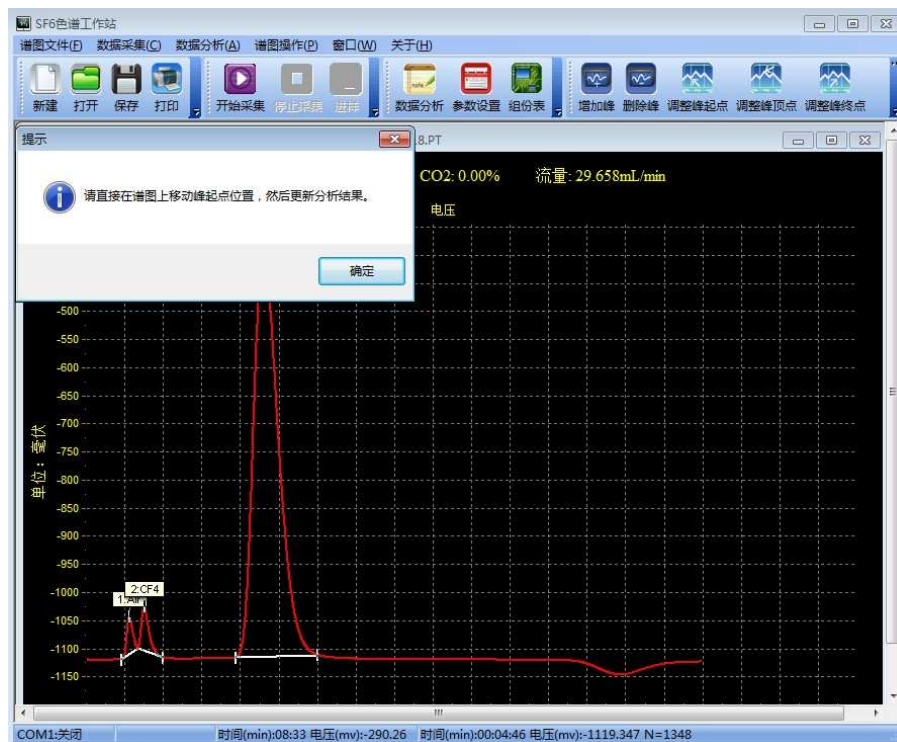 SF6色谱工作站
谱图文件(F) 数据采集(C) 数据分析(A) 谱图操作(P) 窗口(W) 关于(H)
新建 打开 保存 打印 开始采集 停止采集 进样 数据分析 参数设置 组份表 增加峰 删除峰 调整峰起点 调整峰顶点 调整峰终点
提示
8.PT
请直接在谱图上移动峰起点位置，然后更新分析结果。
确定
CO2: 0.00% 流量: 29.658mL/min
电压
单位：毫伏
-500
-550
-600
-650
-700
-750
-800
-850
-900
-950
-1000
-1050
-1100
-1150
2:CF4
1:Air
COM1:关闭 时间(min):08:33 电压(mv):-290.26 时间(min):00:04:46 电压(mv):-1119.347 N=1348